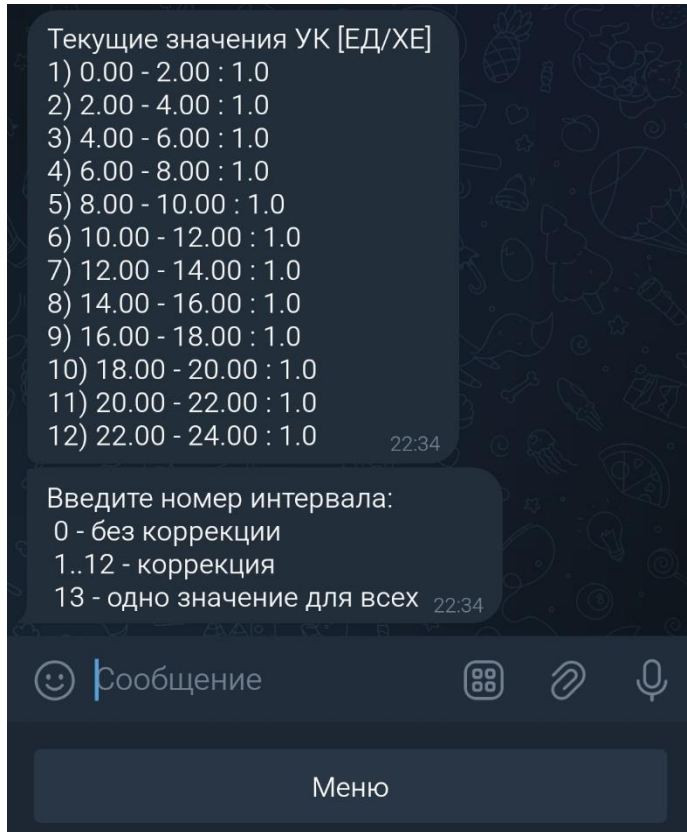 Текущие значения УК [ЕД/ХЕ]
1) 0.00 - 2.00 : 1.0
2) 2.00 - 4.00 : 1.0
3) 4.00 - 6.00 : 1.0
4) 6.00 - 8.00 : 1.0
5) 8.00 - 10.00 : 1.0
6) 10.00 - 12.00 : 1.0
7) 12.00 - 14.00 : 1.0
8) 14.00 - 16.00 : 1.0
9) 16.00 - 18.00 : 1.0
10) 18.00 - 20.00 : 1.0
11) 20.00 - 22.00 : 1.0
12) 22.00 - 24.00 : 1.0 22:34
Введите номер интервала:
0 - без коррекции
1..12 - коррекция
13 - одно значение для всех 22:34
Сообщение
Меню